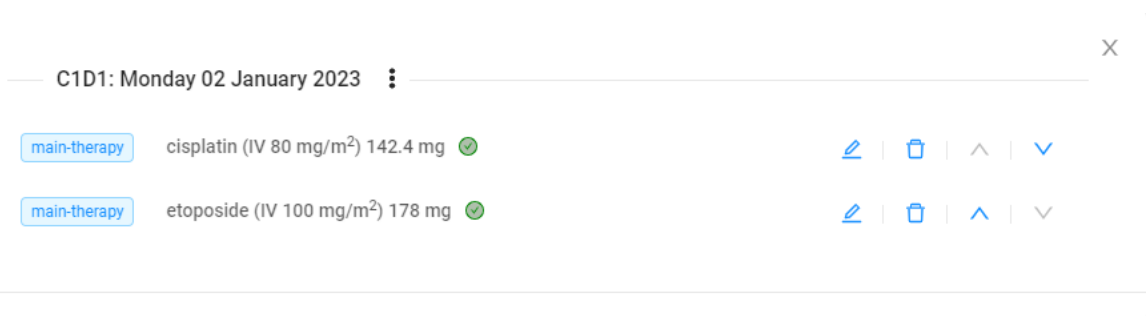 X
C1D1: Monday 02 January 2023
main-therapy cisplatin (IV 80 mg/m²) 142.4 mg
main-therapy etoposide (IV 100 mg/m²) 178 mg